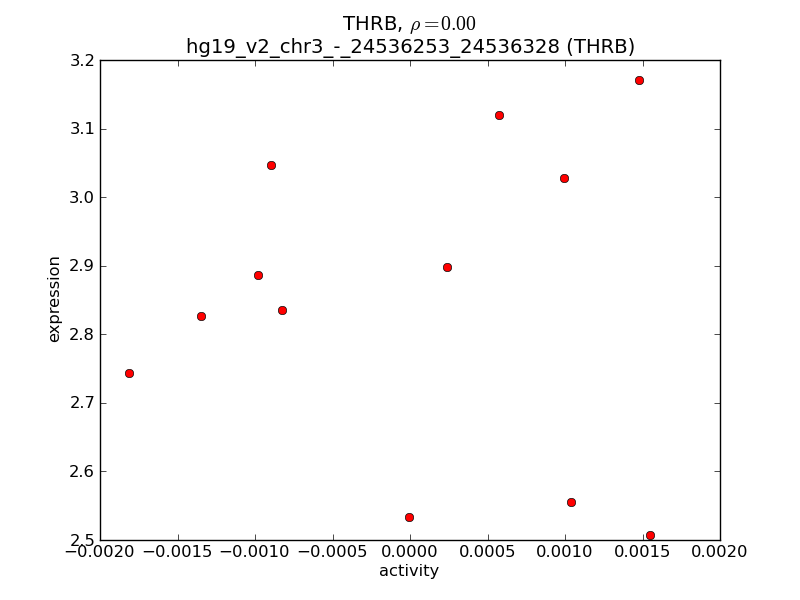 THRB, ρ = 0.00
hg19_v2_chr3_-_24536253_24536328 (THRB)
3.2
3.1
3.0
2.9
2.8
2.7
2.6
2.5
expression
−0.0020 −0.0015 −0.0010 −0.0005 0.0000 0.0005 0.0010 0.0015 0.0020
activity